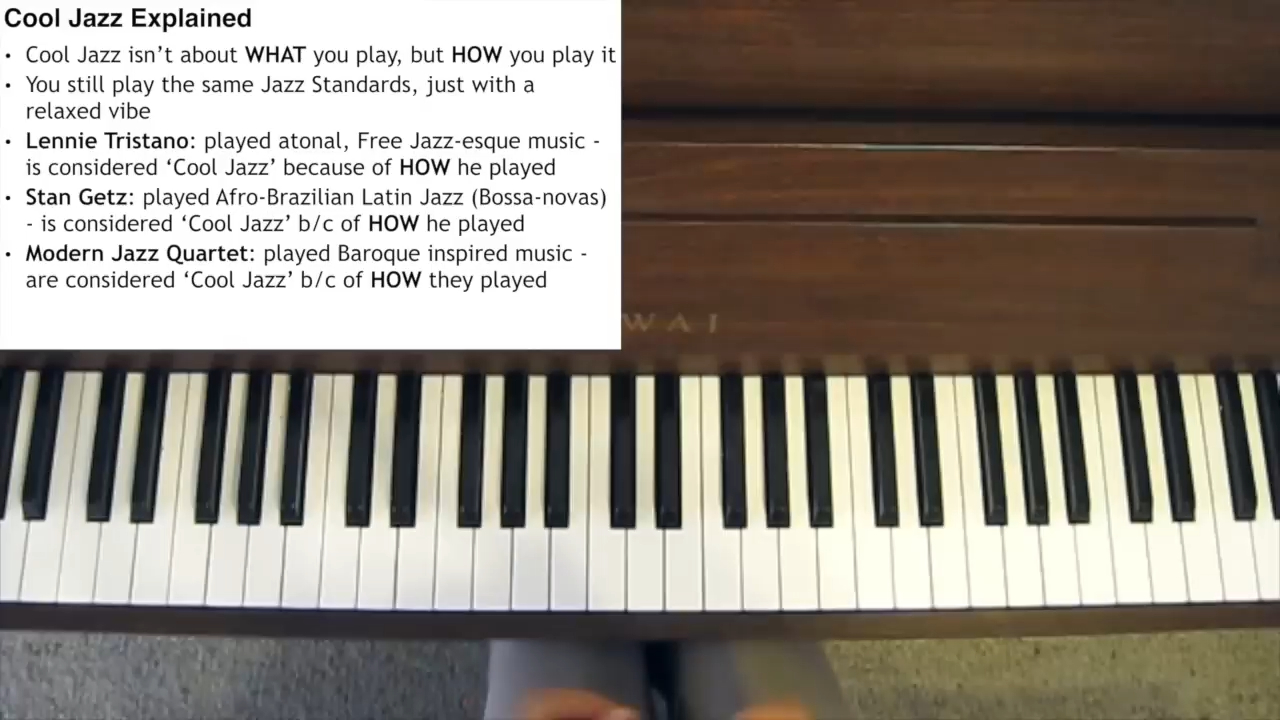 Cool Jazz Explained
• Cool Jazz isn’t about WHAT you play, but HOW you play it
• You still play the same Jazz Standards, just with a
relaxed vibe
• Lennie Tristano: played atonal, Free Jazz-esque music -
is considered ‘Cool Jazz’ because of HOW he played
• Stan Getz: played Afro-Brazilian Latin Jazz (Bossa-novas)
- is considered ‘Cool Jazz’ b/c of HOW he played
• Modern Jazz Quartet: played Baroque inspired music -
are considered ‘Cool Jazz’ b/c of HOW they played
WAI